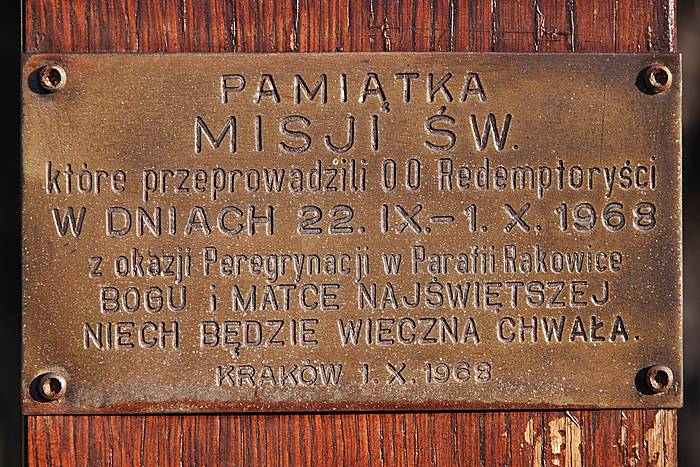 PAMIĄTKA
MISJI ŚW.
które przeprowadzili OO Redemptoryści
W DNIACH 22. IX.-1. X. 1968
z okazji Peregrynacji w Parafii Rakowice
BOGU i MATCE NAJŚWIĘTSZEJ
NIECH BĘDZIE WIECZNA CHWAŁA.
KRAKÓW 1. X. 1968